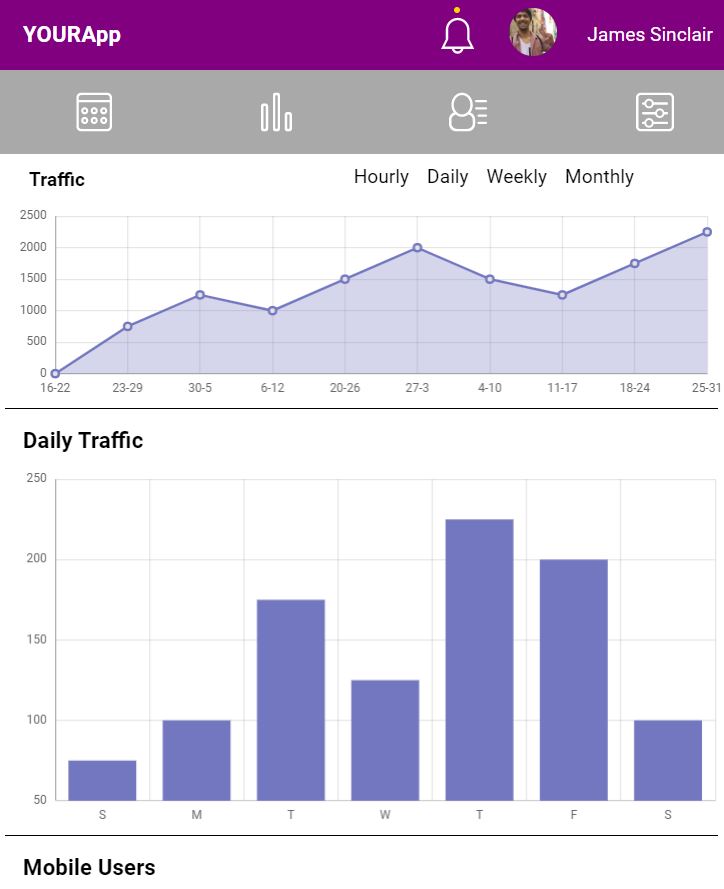 YOURApp
James Sinclair
Traffic
Hourly Daily Weekly Monthly
2500
2000
1500
1000
500
0
16-22 23-29 30-5 6-12 20-26 27-3 4-10 11-17 18-24 25-31
Daily Traffic
250
200
150
100
50
S M T W T F S
Mobile Users